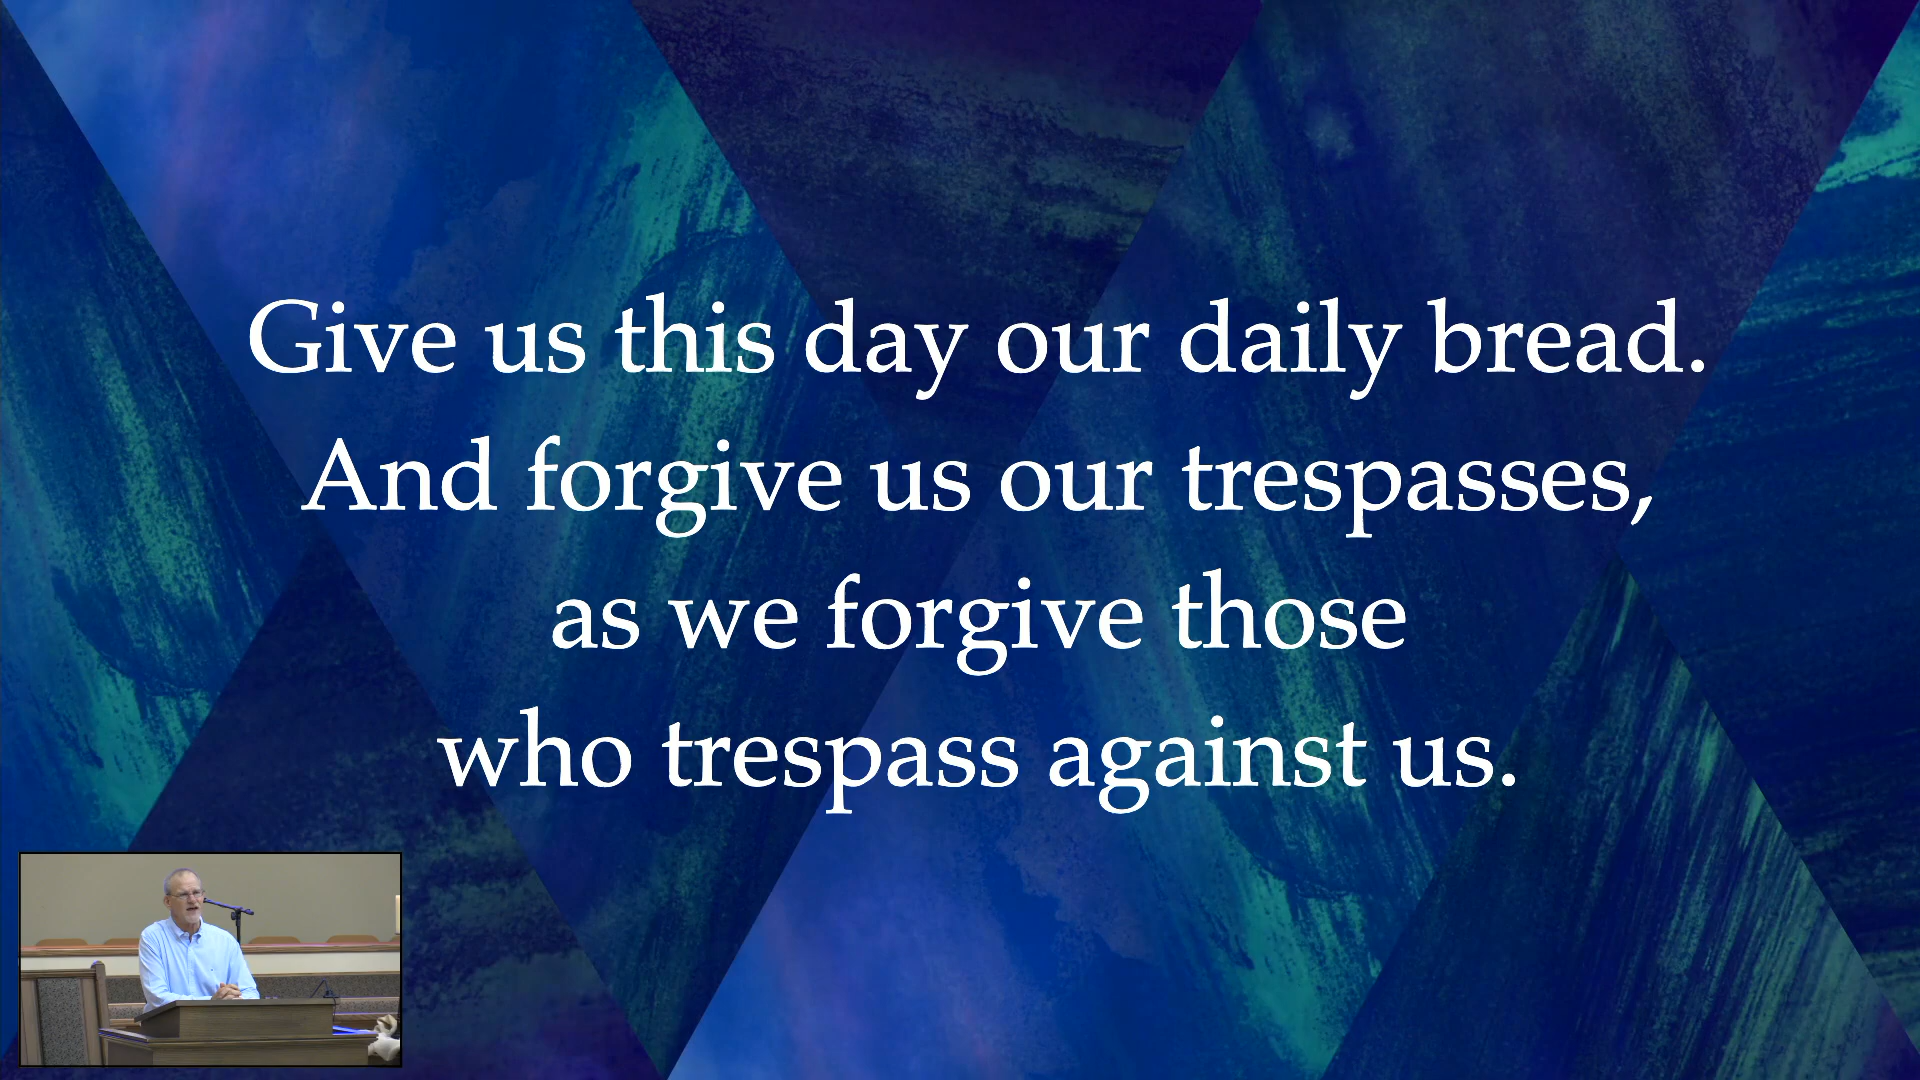 Give us this day our daily bread.
And forgive us our trespasses,
as we forgive those
who trespass against us.